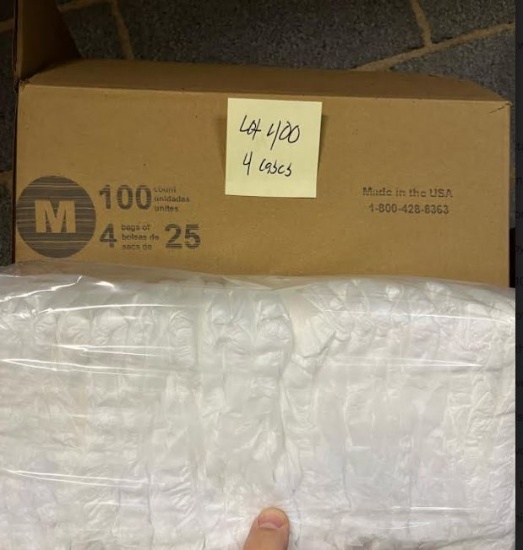 Lot 400
4 cases
M
100 count
unidades
unites
4 bags of
bolsas de
sacs de
25
Made in the USA
1-800-428-8363